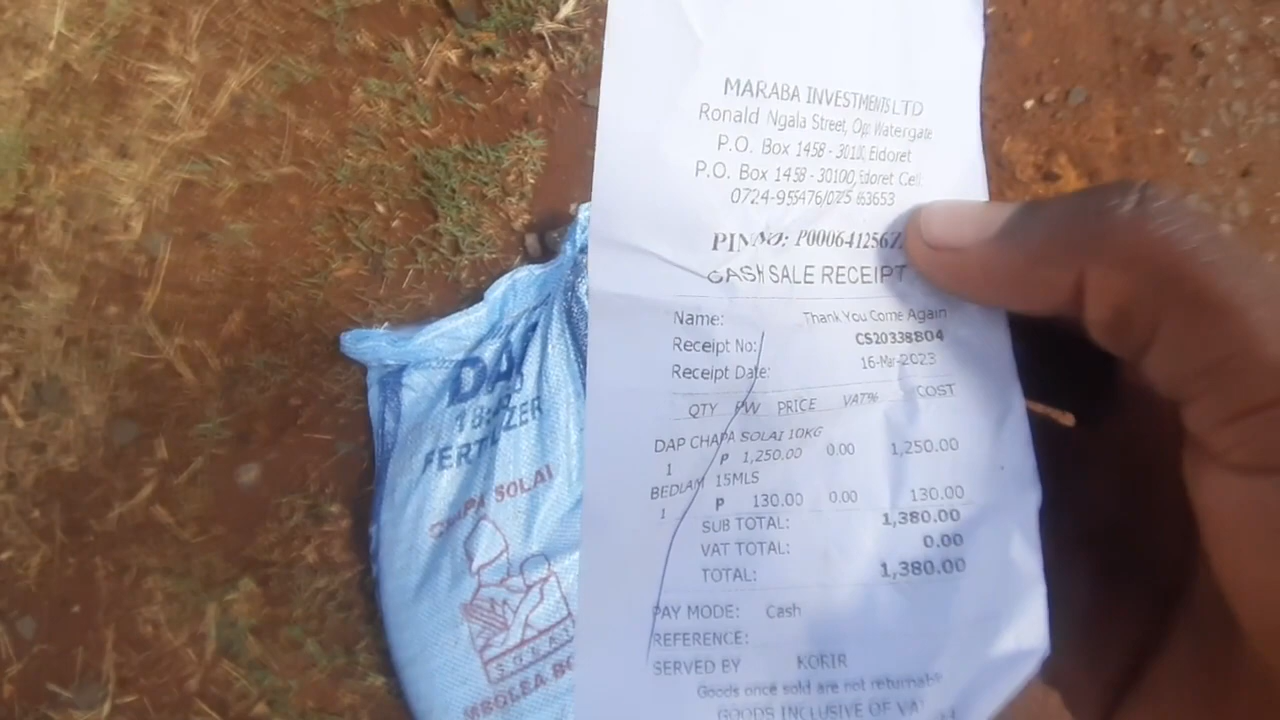 MARABA INVESTMENTS LTD
Ronald Ngala Street, Opp Watergate
P.O. Box 1458 - 30100, Eldoret
P.O. Box 1458 - 30100, Eldoret Cell:
0724-955476/0725 863653
PIN NO: P000641256Z
CASH SALE RECEIPT
Name: Thank You Come Again
Receipt No: CS20338804
Receipt Date: 16-Mar-2023
QTY PW PRICE VAT% COST
DAP CHAPA SOLAI 10KG
1 P 1,250.00 0.00 1,250.00
BEDLAM 15MLS
1 P 130.00 0.00 130.00
SUB TOTAL: 1,380.00
VAT TOTAL: 0.00
TOTAL: 1,380.00
PAY MODE: Cash
REFERENCE:
SERVED BY KORIR
Goods once sold are not returnable
GOODS INCLUSIVE OF VAT
DAP
FERTILIZER
CHAPA SOLAI
SOLAI
MBOLEA